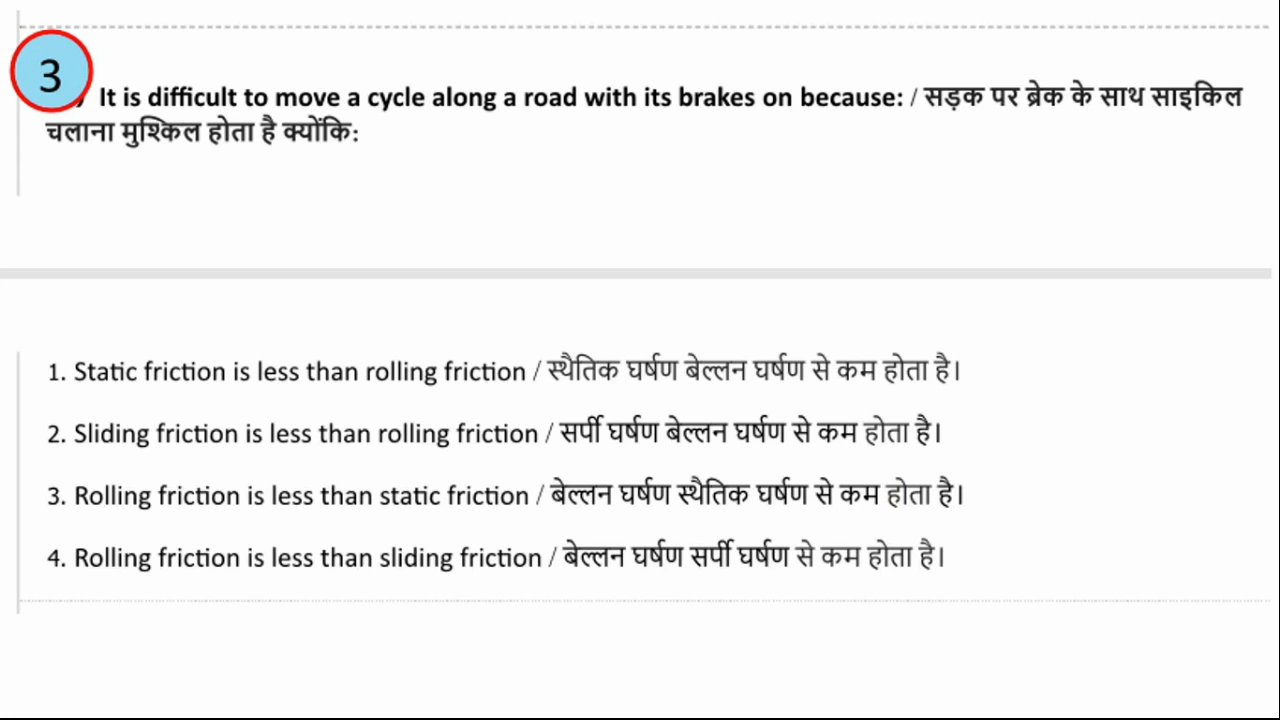 3
It is difficult to move a cycle along a road with its brakes on because: / सड़क पर ब्रेक के साथ साइकिल
चलाना मुश्किल होता है क्योंकि:
1. Static friction is less than rolling friction / स्थैतिक घर्षण बेल्लन घर्षण से कम होता है।
2. Sliding friction is less than rolling friction / सर्पी घर्षण बेल्लन घर्षण से कम होता है।
3. Rolling friction is less than static friction / बेल्लन घर्षण स्थैतिक घर्षण से कम होता है।
4. Rolling friction is less than sliding friction / बेल्लन घर्षण सर्पी घर्षण से कम होता है।